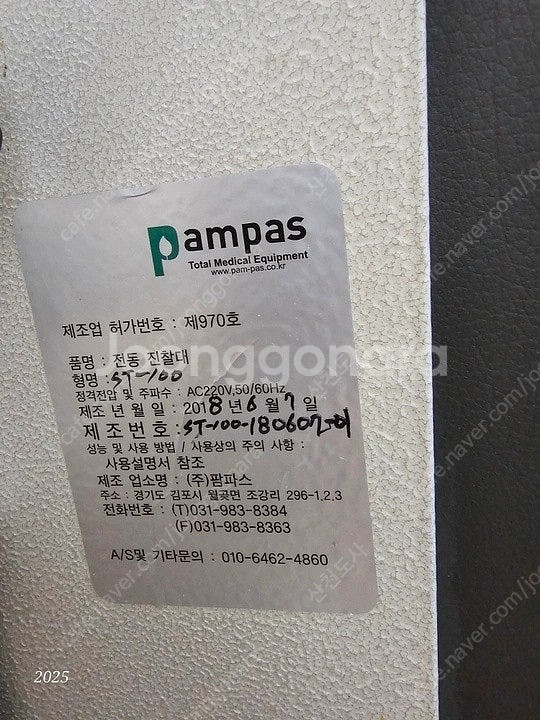 pampas
Total Medical Equipment
www.pam-pas.co.kr
제조업 허가번호 : 제970호
품명 : 전동 진찰대
형명 : ST-100
정격전압 및 주파수 : AC220V,50/60Hz
제조 년 월 일 : 2018 년 6 월 7 일
제 조 번 호 : ST-100-180607-01
성능 및 사용 방법 / 사용상의 주의 사항 :
사용설명서 참조
제조 업소명 : (주)팜파스
주소 : 경기도 김포시 월곶면 조강리 296-1,2,3
전화번호 : (T)031-983-8384
(F)031-983-8363
A/S및 기타문의 : 010-6462-4860
Joonggonara
2025